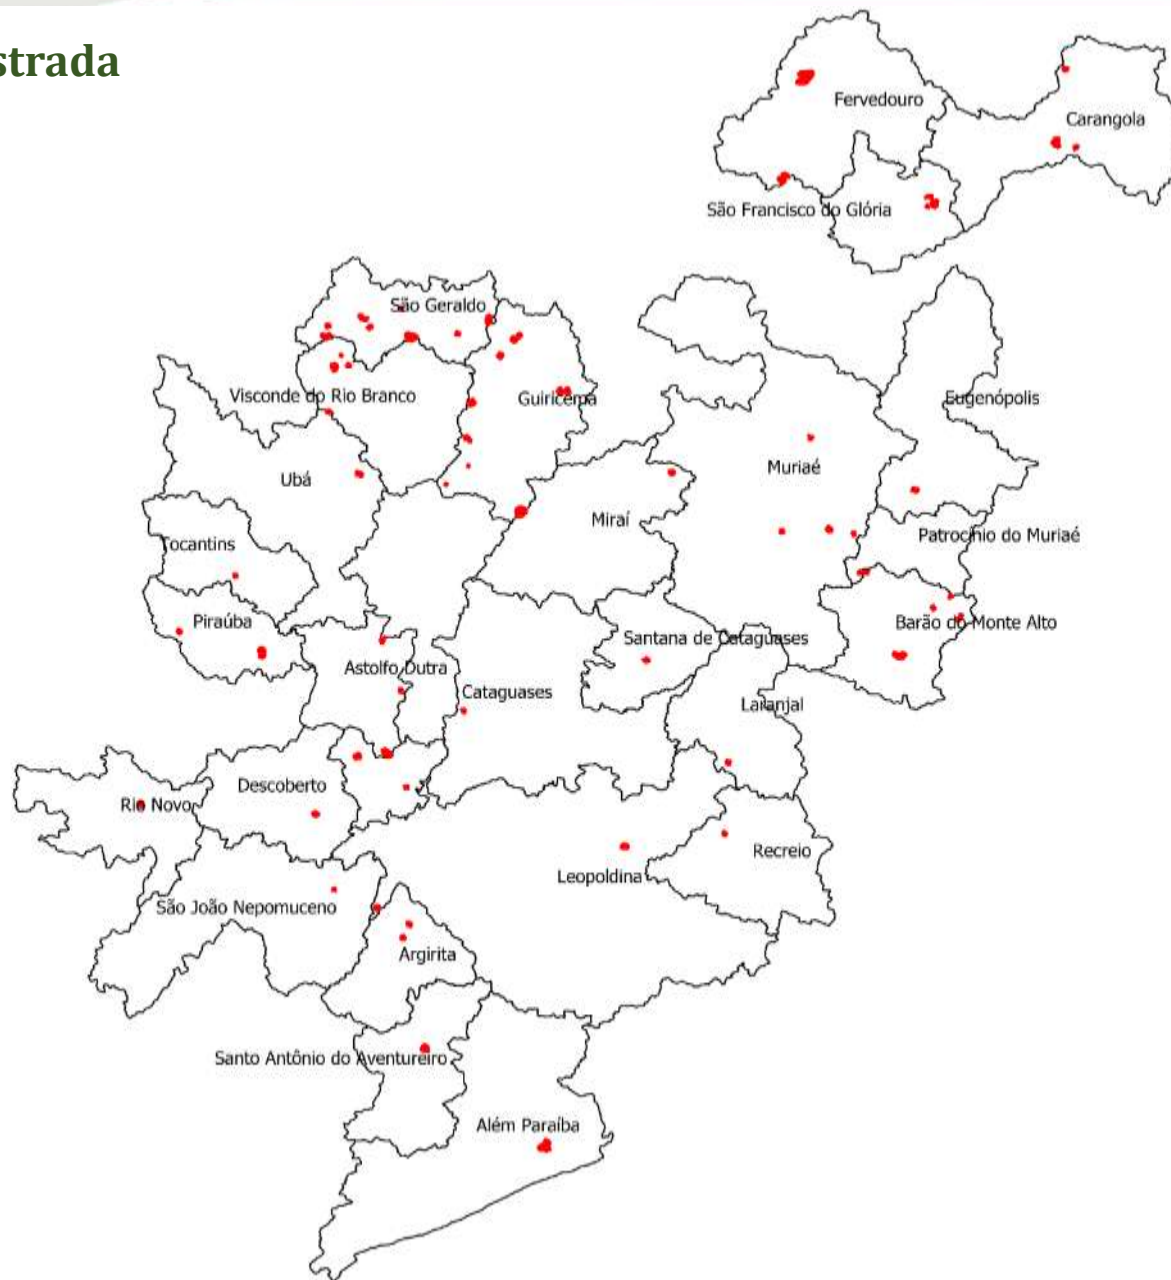 strada
Fervedouro
Carangola
São Francisco do Glória
São Geraldo
Visconde do Rio Branco
Guiricema
Eugenópolis
Ubá
Muriaé
Miraí
Patrocínio do Muriaé
Tocantins
Piraúba
Barão do Monte Alto
Santana de Cataguases
Astolfo Dutra
Cataguases
Laranjal
Descoberto
Rio Novo
Recreio
Leopoldina
São João Nepomuceno
Argirita
Santo Antônio do Aventureiro
Além Paraíba